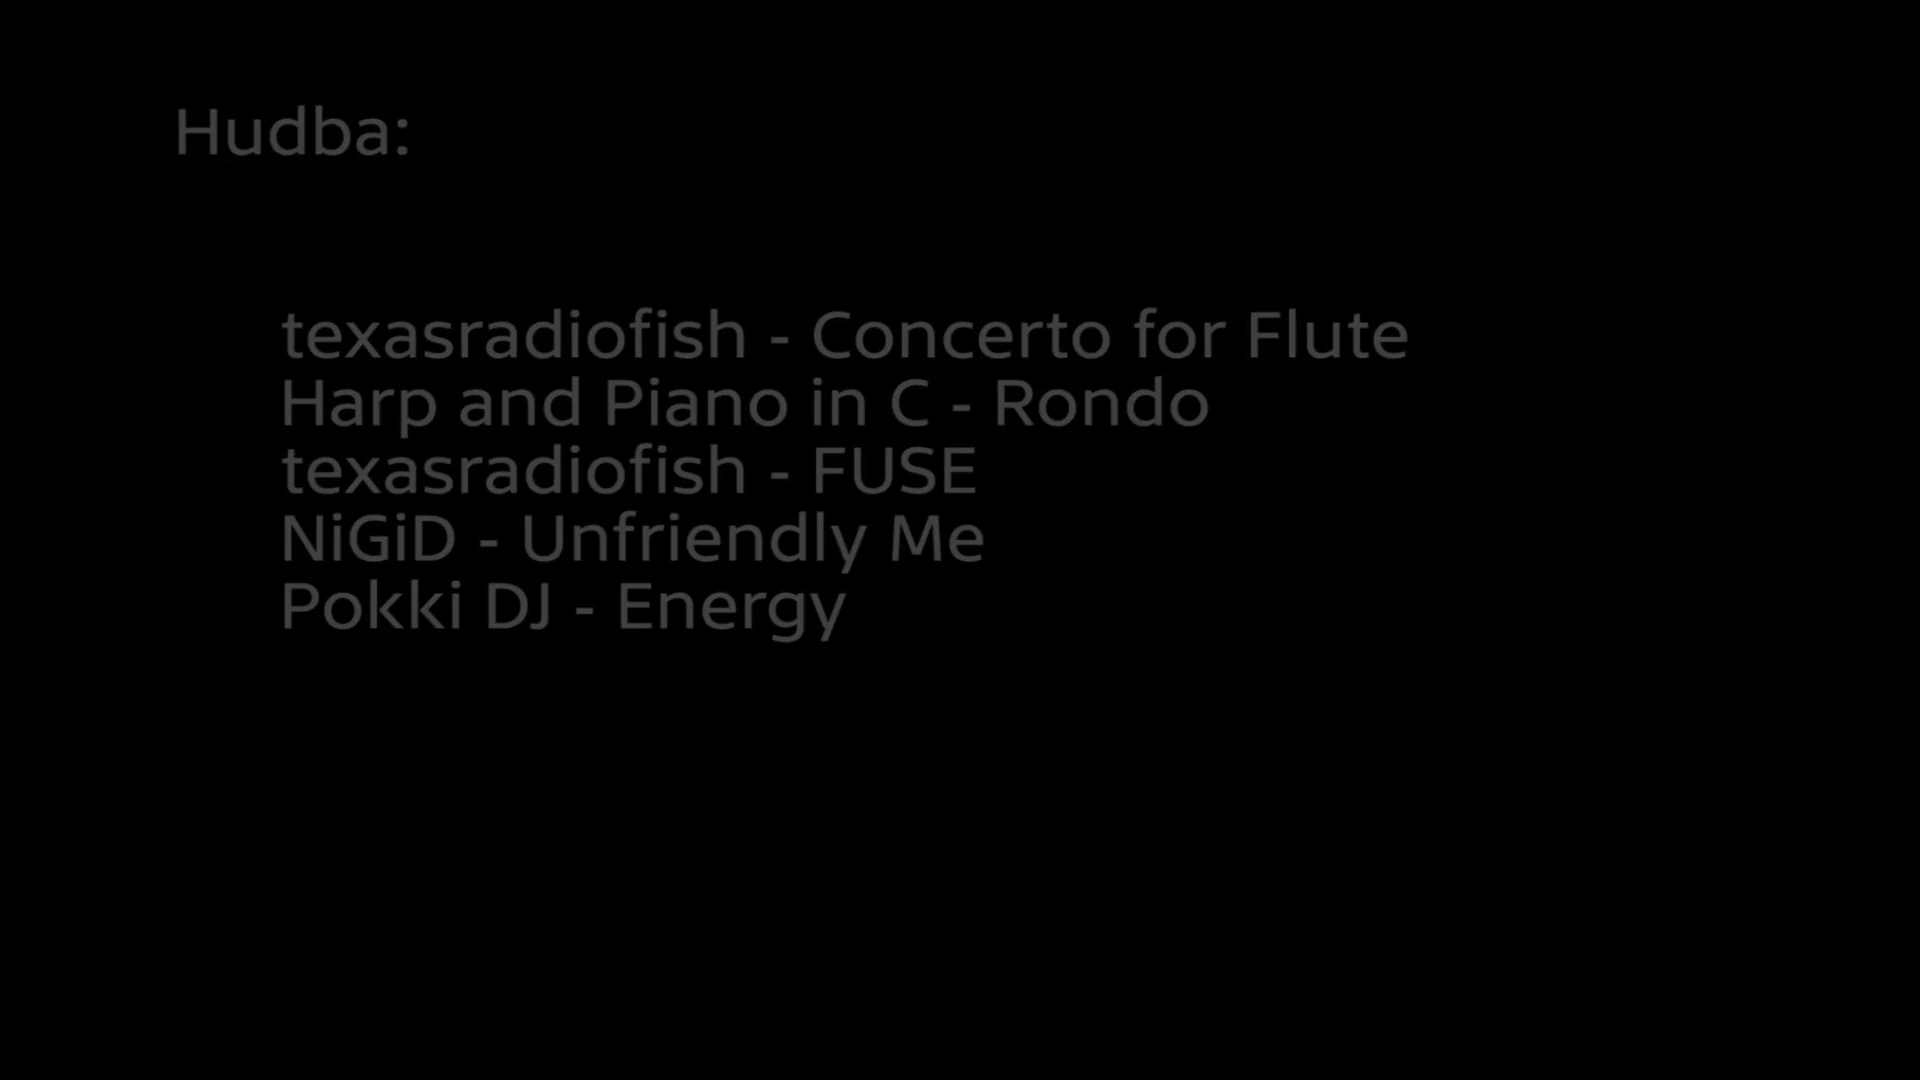 Hudba:
texasradiofish - Concerto for Flute
Harp and Piano in C - Rondo
texasradiofish - FUSE
NiGiD - Unfriendly Me
Pokki DJ - Energy